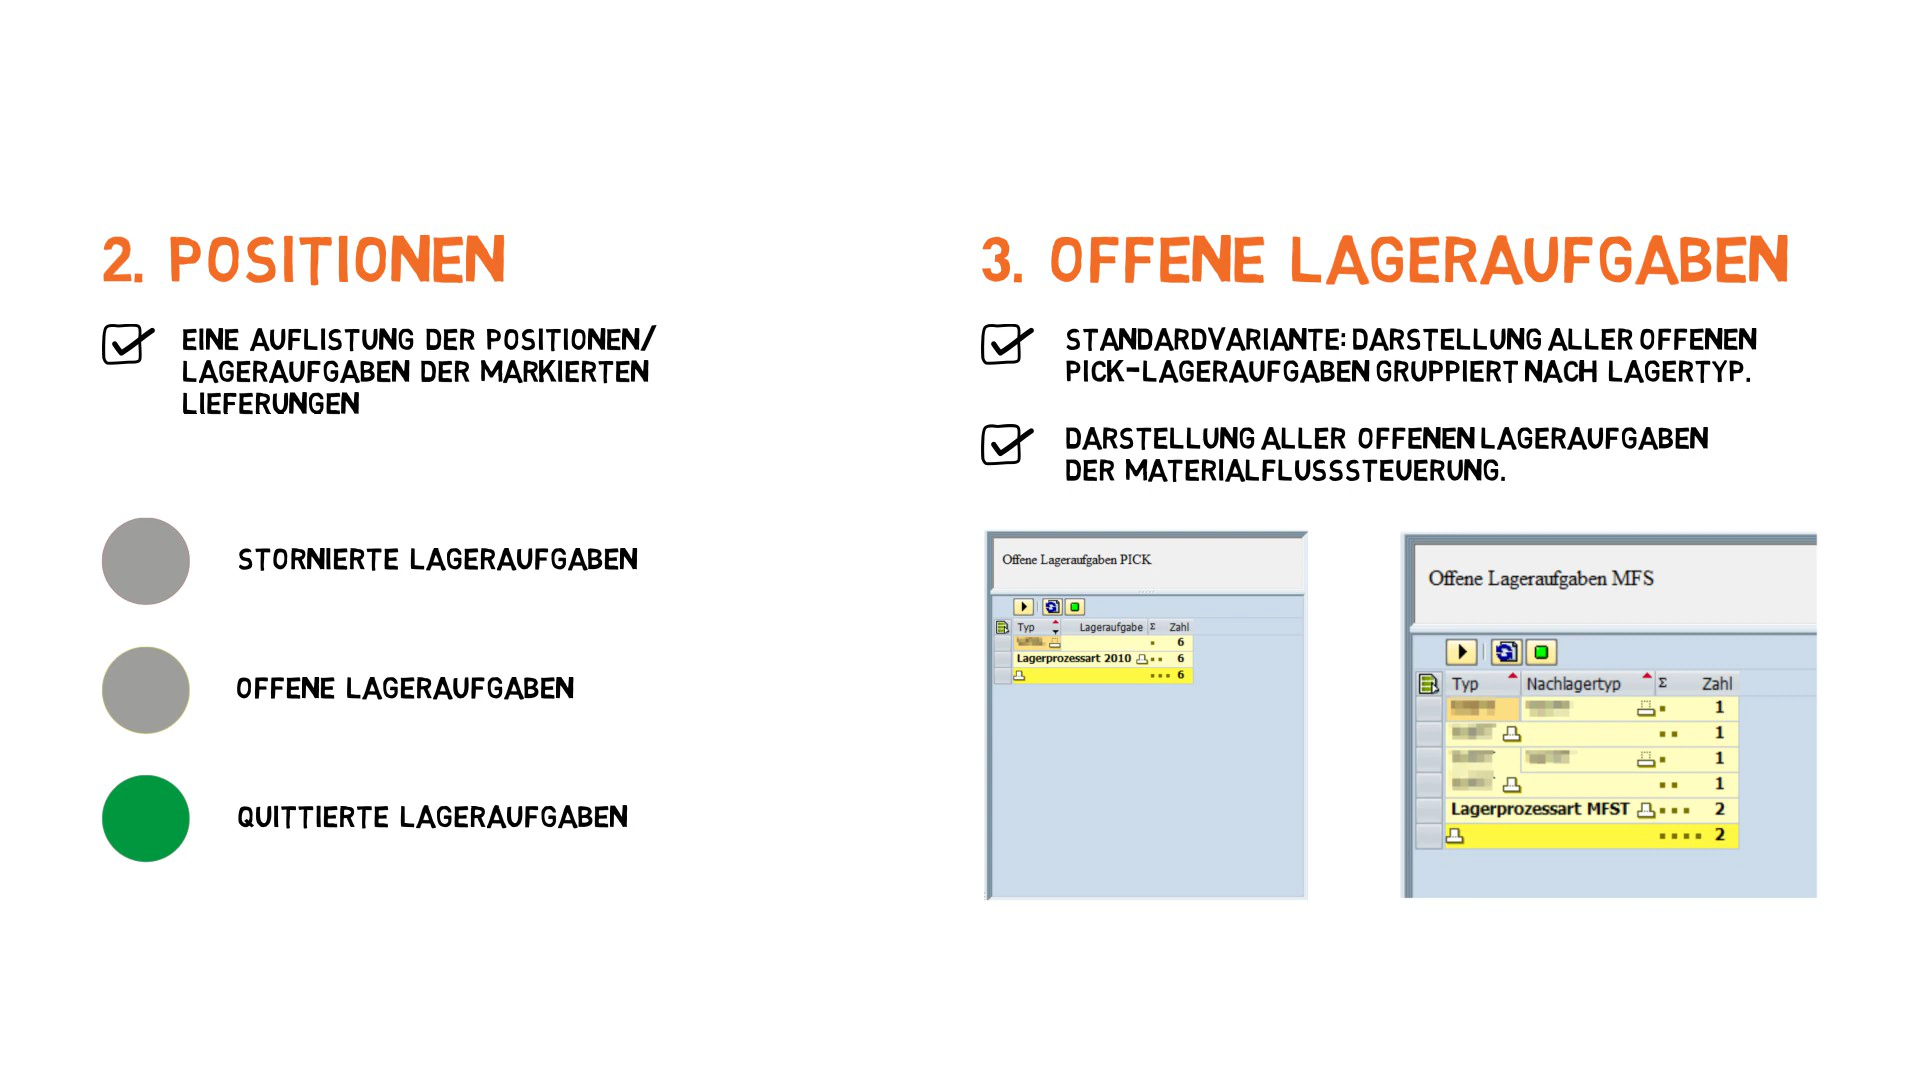 2. POSITIONEN
EINE AUFLISTUNG DER POSITIONEN/
LAGERAUFGABEN DER MARKIERTEN
LIEFERUNGEN
STORNIERTE LAGERAUFGABEN
OFFENE LAGERAUFGABEN
QUITTIERTE LAGERAUFGABEN
3. OFFENE LAGERAUFGABEN
STANDARDVARIANTE: DARSTELLUNG ALLER OFFENEN
PICK-LAGERAUFGABEN GRUPPIERT NACH LAGERTYP.
DARSTELLUNG ALLER OFFENEN LAGERAUFGABEN
DER MATERIALFLUSSSTEUERUNG.
Offene Lageraufgaben PICK
Typ Lageraufgabe Σ Zahl
6
Lagerprozessart 2010 6
6
Offene Lageraufgaben MFS
Typ Nachlagertyp Σ Zahl
1
1
1
1
Lagerprozessart MFST 2
2